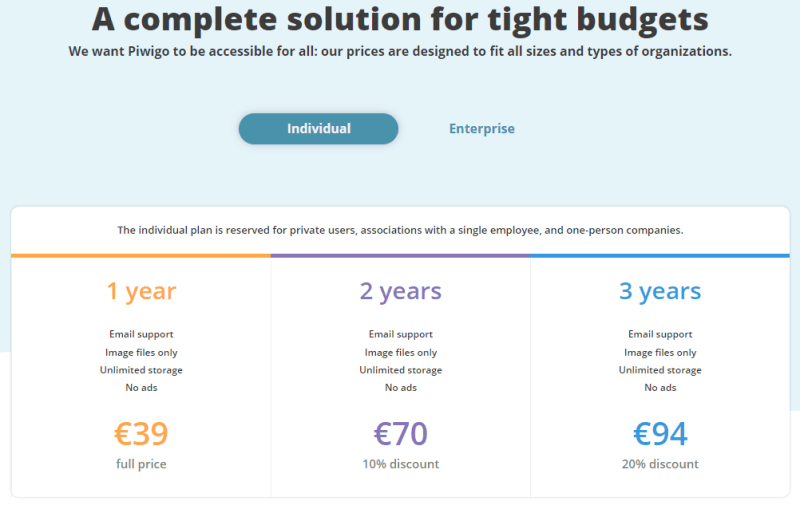 A complete solution for tight budgets
We want Piwigo to be accessible for all: our prices are designed to fit all sizes and types of organizations.
Individual
Enterprise
The individual plan is reserved for private users, associations with a single employee, and one-person companies.
1 year
Email support
Image files only
Unlimited storage
No ads
€39
full price
2 years
Email support
Image files only
Unlimited storage
No ads
€70
10% discount
3 years
Email support
Image files only
Unlimited storage
No ads
€94
20% discount